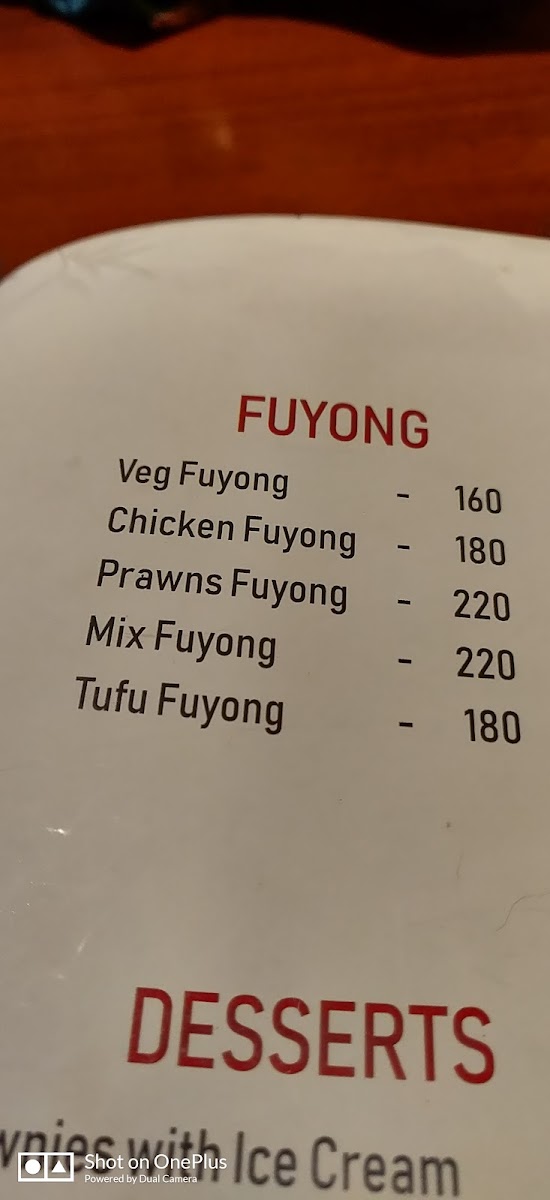 FUYONG
Veg Fuyong - 160
Chicken Fuyong - 180
Prawns Fuyong - 220
Mix Fuyong - 220
Tufu Fuyong - 180
DESSERTS
with Ice Cream
Shot on OnePlus
Powered by Dual Camera